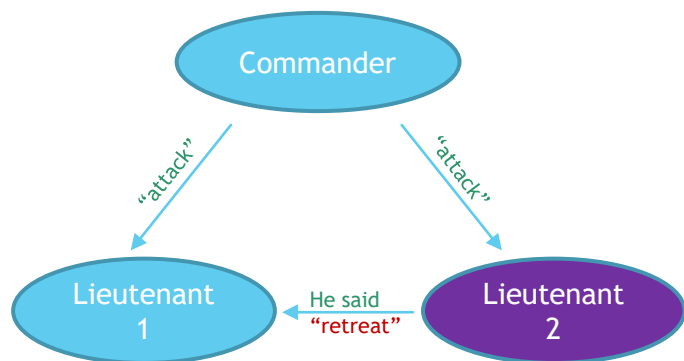 Commander
“attack”
“attack”
Lieutenant
1
He said
“retreat”
Lieutenant
2